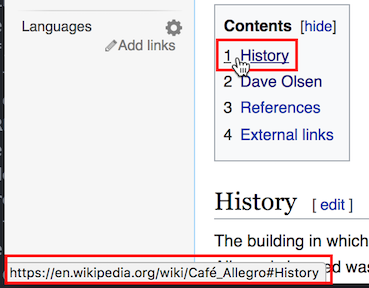 Languages
Add links
Contents [hide]
1 History
2 Dave Olsen
3 References
4 External links
History [ edit ]
The building in which
d was
https://en.wikipedia.org/wiki/Café_Allegro#History